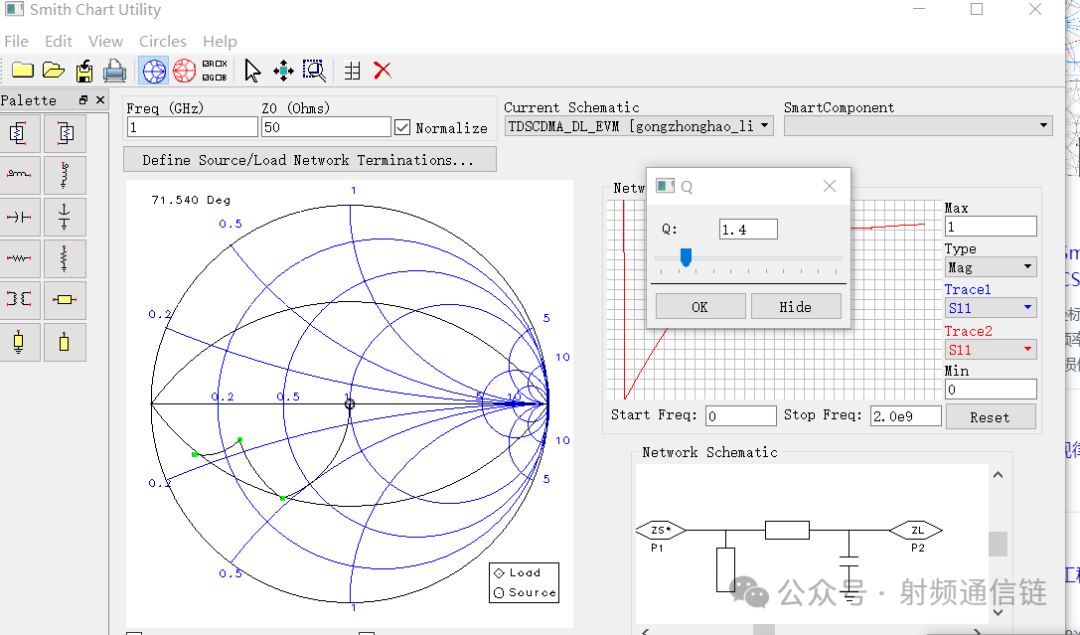 Smith Chart Utility
File Edit View Circles Help
Palette
Freq (GHz)
Z0 (Ohms)
1
50
Normalize
Define Source/Load Network Terminations...
Current Schematic
TDSCDMA_DL_EVM [gongzhonghao_li
SmartComponent
71.540 Deg
1
0.5
0.2
5
10
0.2
0.5
1
5
10
10
5
0.2
0.5
1
Load
Source
Netw
Q
Q:
1.4
OK
Hide
Max
1
Type
Mag
Trace1
S11
Trace2
S11
Min
0
Start Freq:
0
Stop Freq:
2.0e9
Reset
Network Schematic
ZS*
P1
ZL
P2
公众号 · 射频通信链